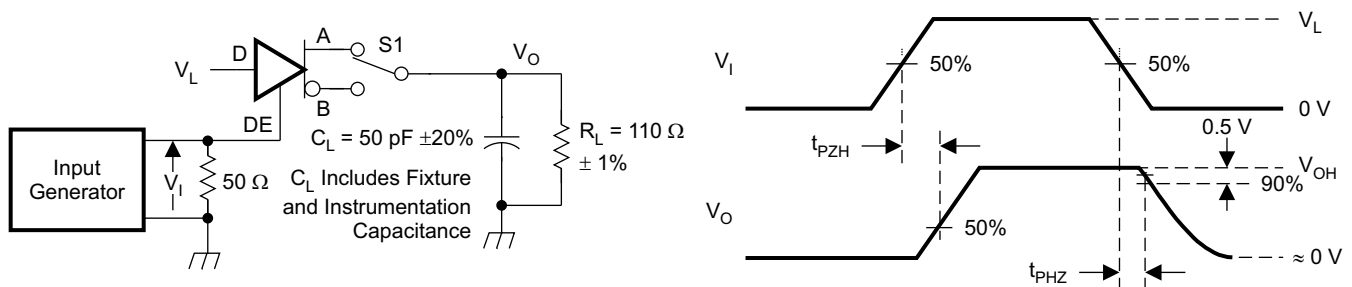 D
V_L
A
S1
B
DE
V_O
Input
Generator
V_I
50 Ω
C_L = 50 pF ±20%
C_L Includes Fixture
and Instrumentation
Capacitance
R_L = 110 Ω
± 1%
V_I
50%
50%
V_L
0 V
t_PZH
0.5 V
V_OH
90%
V_O
50%
≈ 0 V
t_PHZ